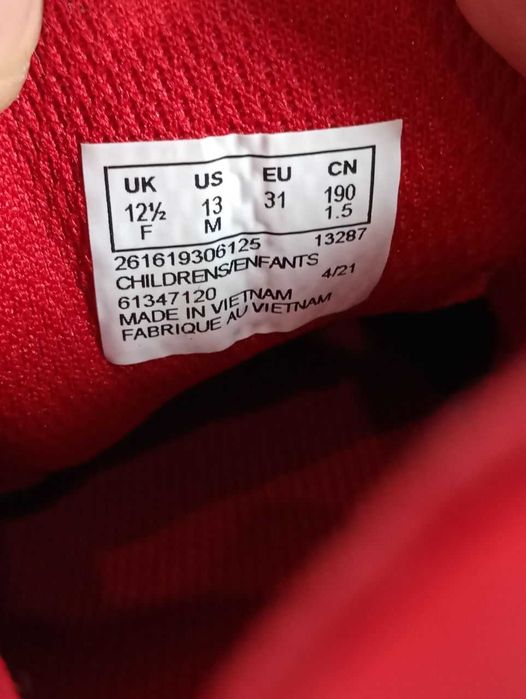 UK US EU CN
12½ 13 31 190
F M 1.5
261619306125 13287
CHILDRENS/ENFANTS
61347120 4/21
MADE IN VIETNAM
FABRIQUE AU VIETNAM